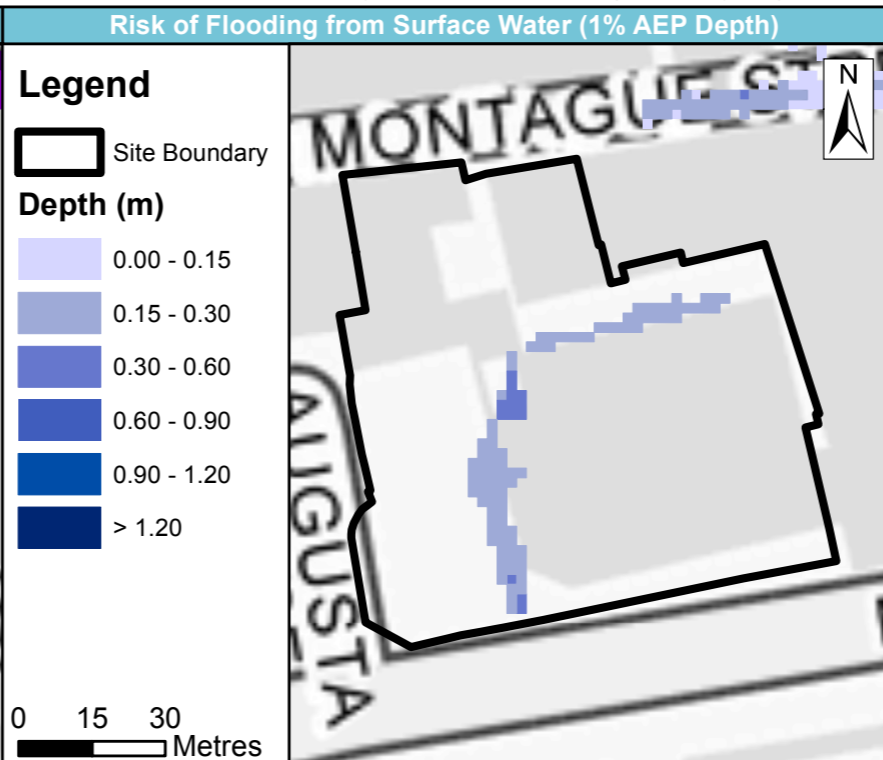 Risk of Flooding from Surface Water (1% AEP Depth)
Legend
Site Boundary
Depth (m)
0.00 - 0.15
0.15 - 0.30
0.30 - 0.60
0.60 - 0.90
0.90 - 1.20
> 1.20
0 15 30
Metres
N
MONTAGUE
AUGUSTA